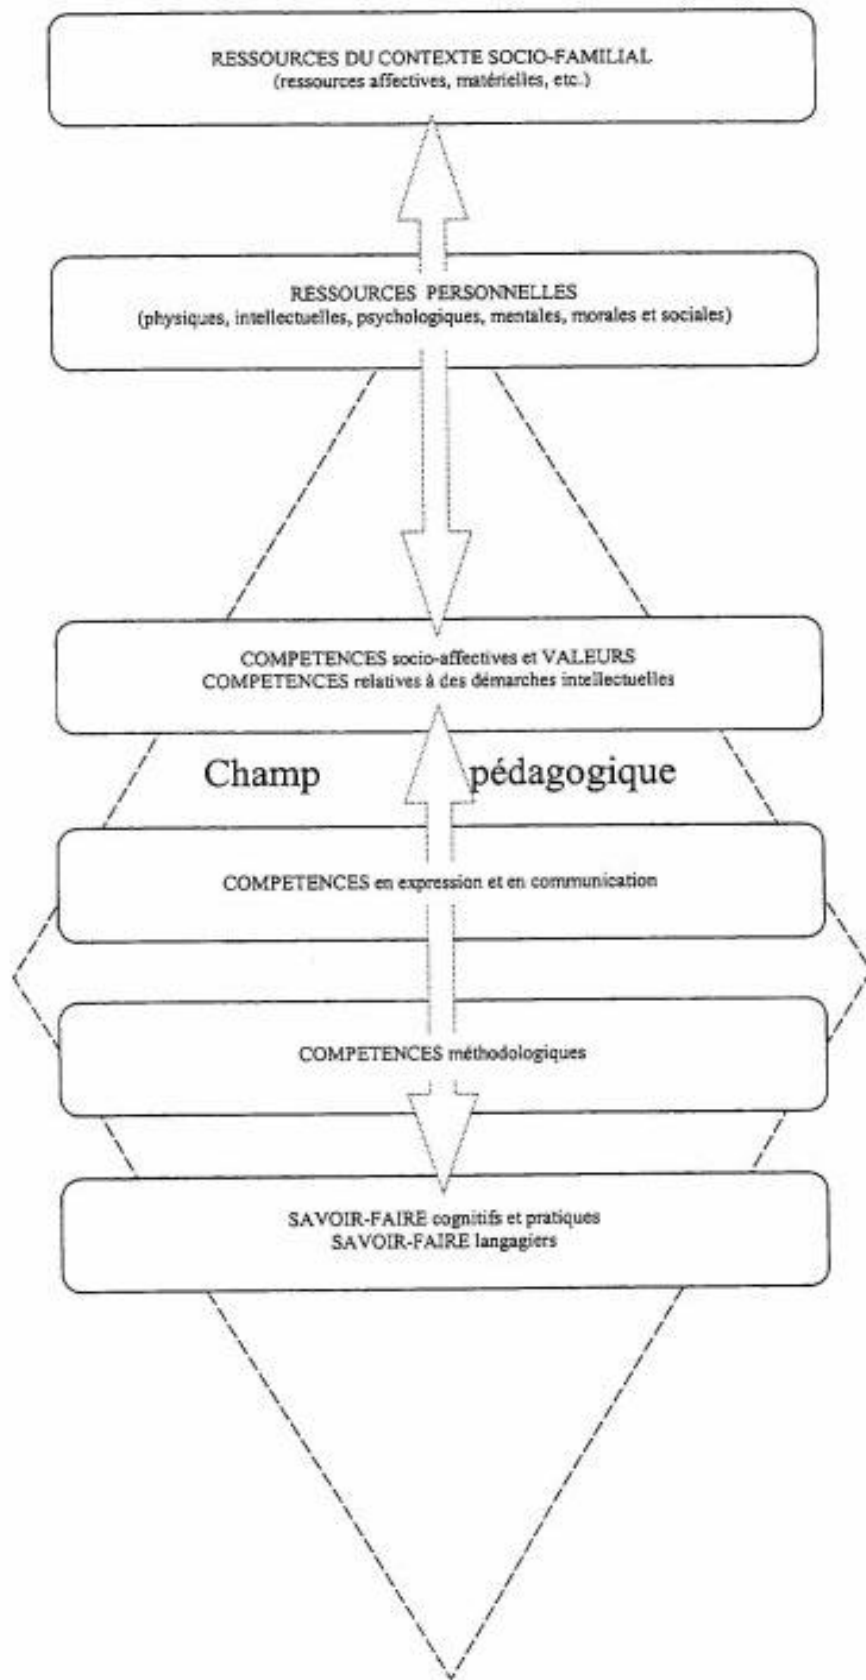 RESSOURCES DU CONTEXTE SOCIO-FAMILIAL
(ressources affectives, matérielles, etc.)
RESSOURCES PERSONNELLES
(physiques, intellectuelles, psychologiques, mentales, morales et sociales)
COMPETENCES socio-affectives et VALEURS
COMPETENCES relatives à des démarches intellectuelles
Champ pédagogique
COMPETENCES en expression et en communication
COMPETENCES méthodologiques
SAVOIR-FAIRE cognitifs et pratiques
SAVOIR-FAIRE langagiers